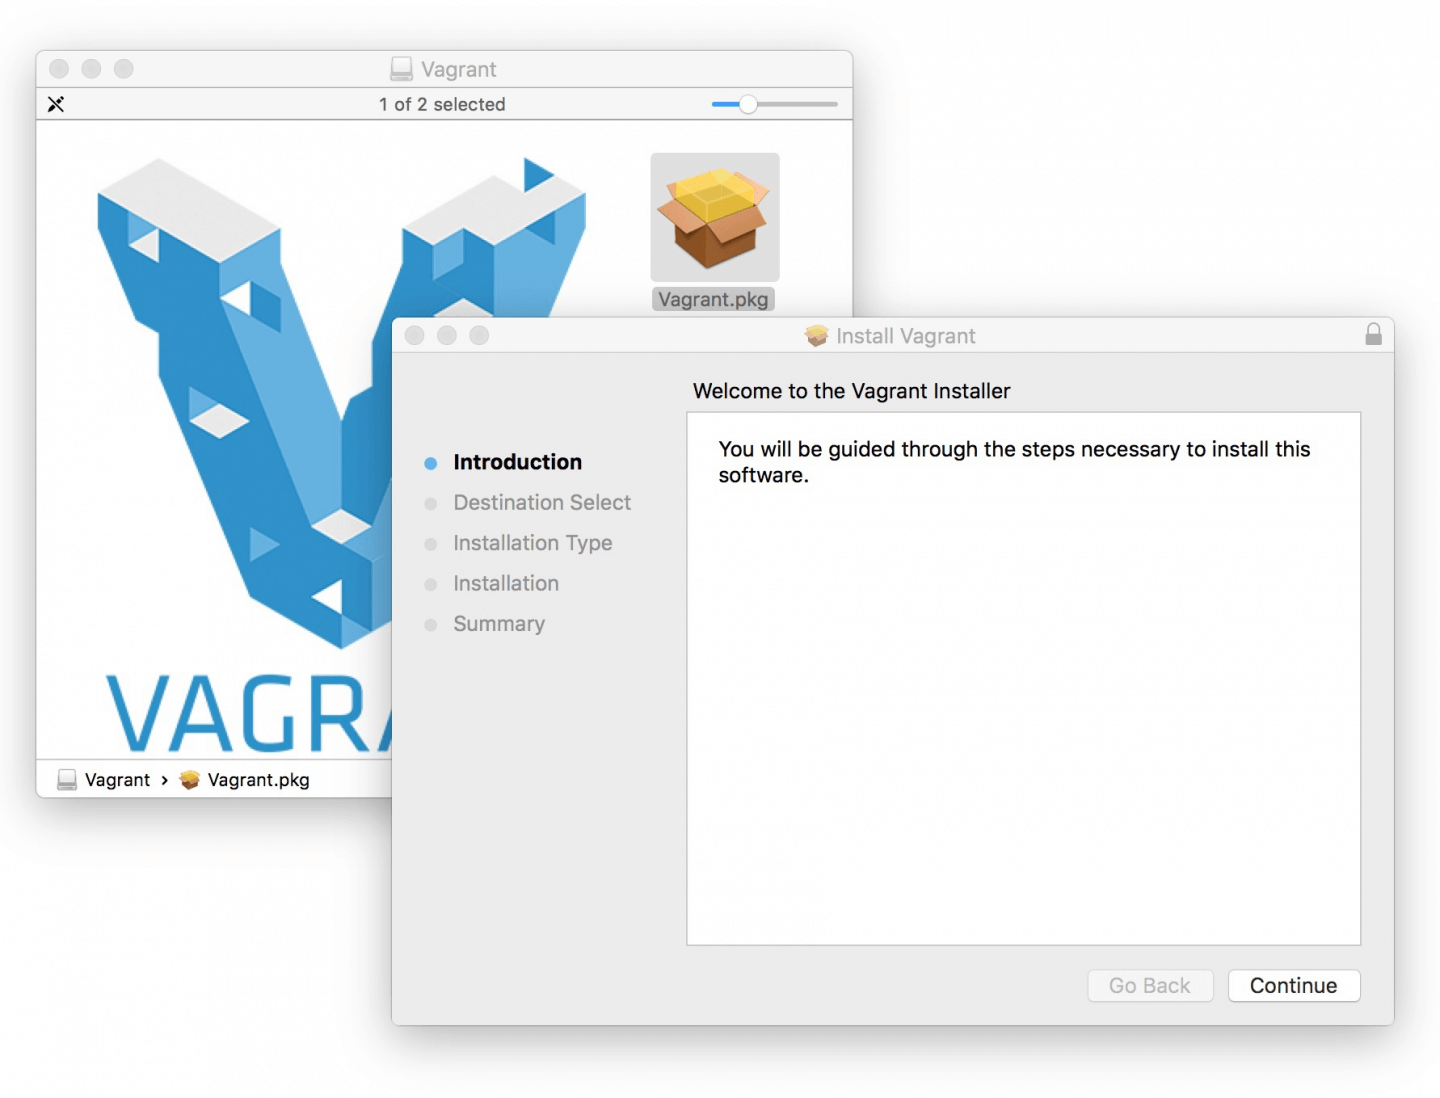 Vagrant
1 of 2 selected
Vagrant.pkg
VAGRA
Vagrant › Vagrant.pkg
Install Vagrant
Welcome to the Vagrant Installer
Introduction
Destination Select
Installation Type
Installation
Summary
You will be guided through the steps necessary to install this
software.
Go Back
Continue